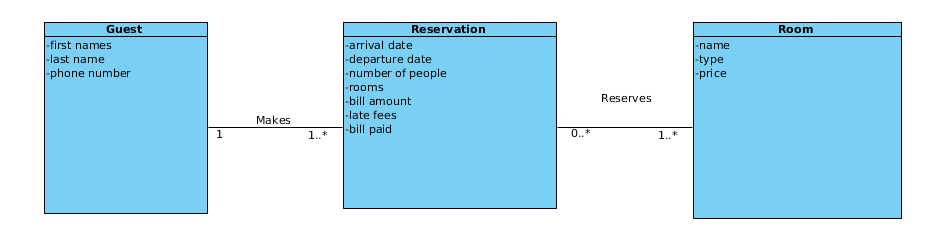 Guest
-first names
-last name
-phone number
Makes
1
1..*
Reservation
-arrival date
-departure date
-number of people
-rooms
-bill amount
-late fees
-bill paid
Reserves
0..*
1..*
Room
-name
-type
-price